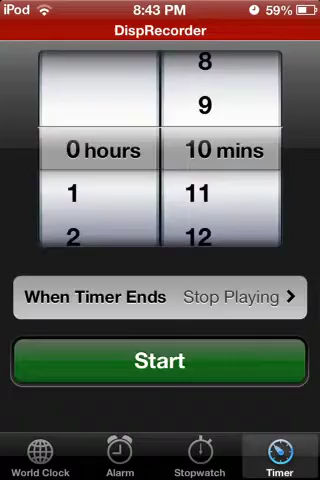 iPod 8:43 PM 59%
DispRecorder
8
9
0 hours 10 mins
1 11
2 12
When Timer Ends Stop Playing
Start
World Clock Alarm Stopwatch Timer